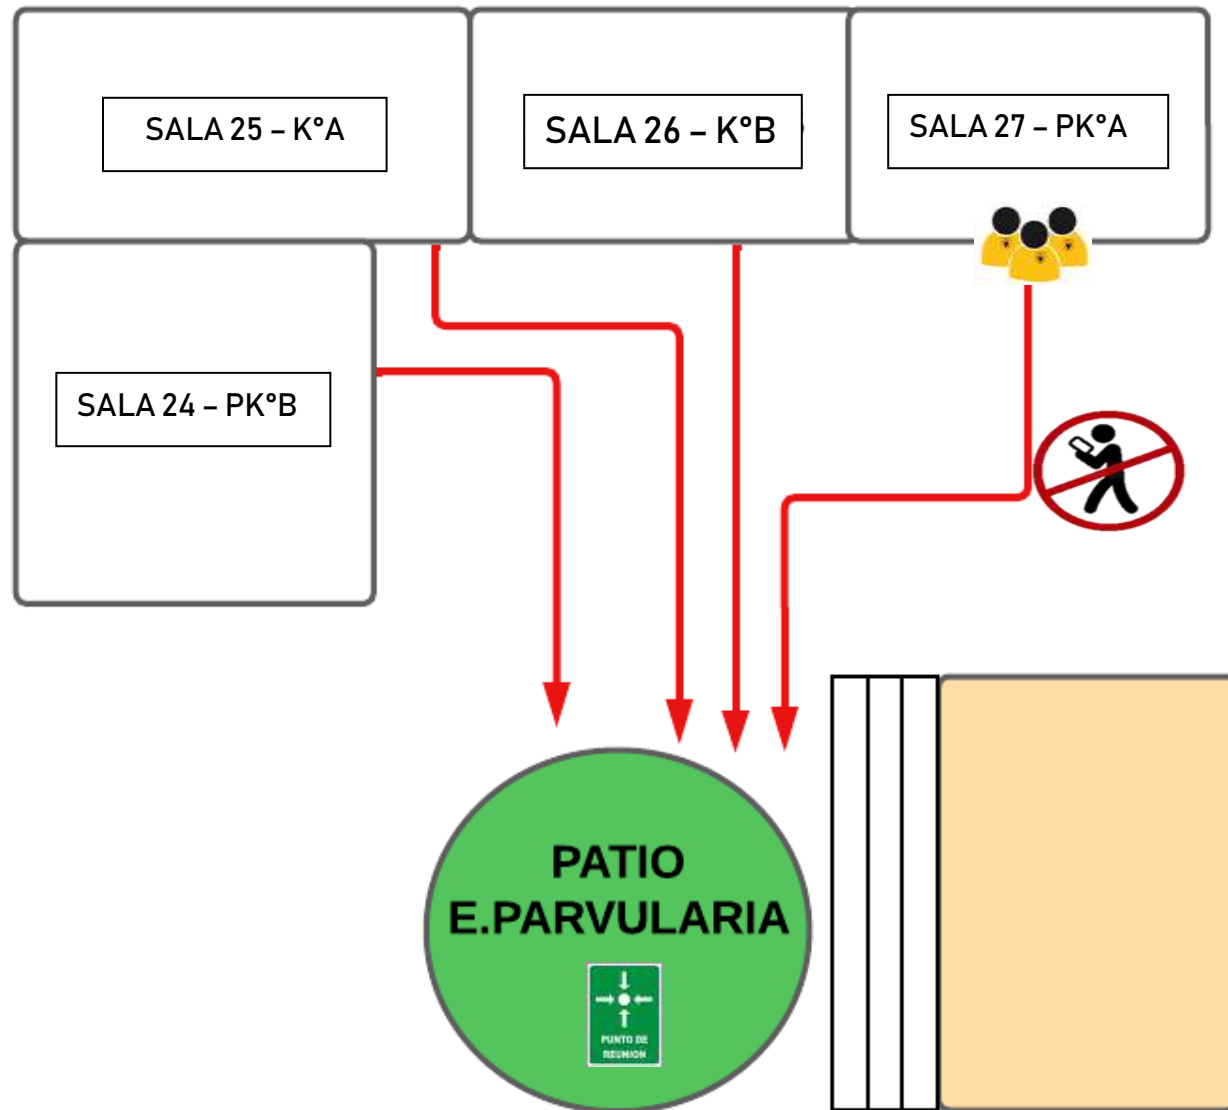 SALA 25 – K°A
SALA 26 – K°B
SALA 27 – PK°A
SALA 24 – PK°B
PATIO
E.PARVULARIA
PUNTO DE
REUNION